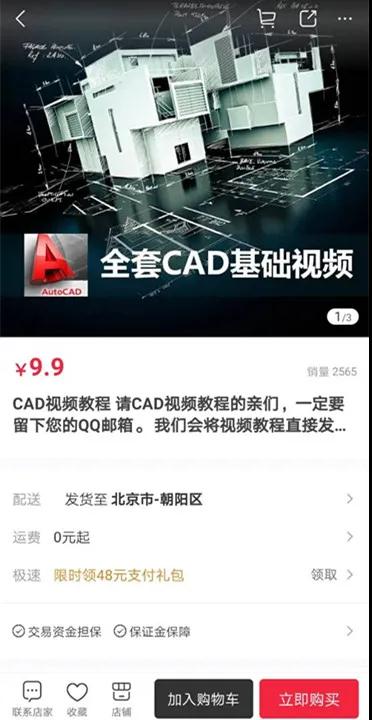 AutoCAD
全套CAD基础视频
1/3
￥9.9
销量 2565
CAD视频教程 请CAD视频教程的亲们，一定要
留下您的QQ邮箱。我们会将视频教程直接发...
配送 发货至 北京市-朝阳区
运费 0元起
极速 限时领48元支付礼包 领取
交易资金担保 保证金保障
联系店家 收藏 店铺 加入购物车 立即购买